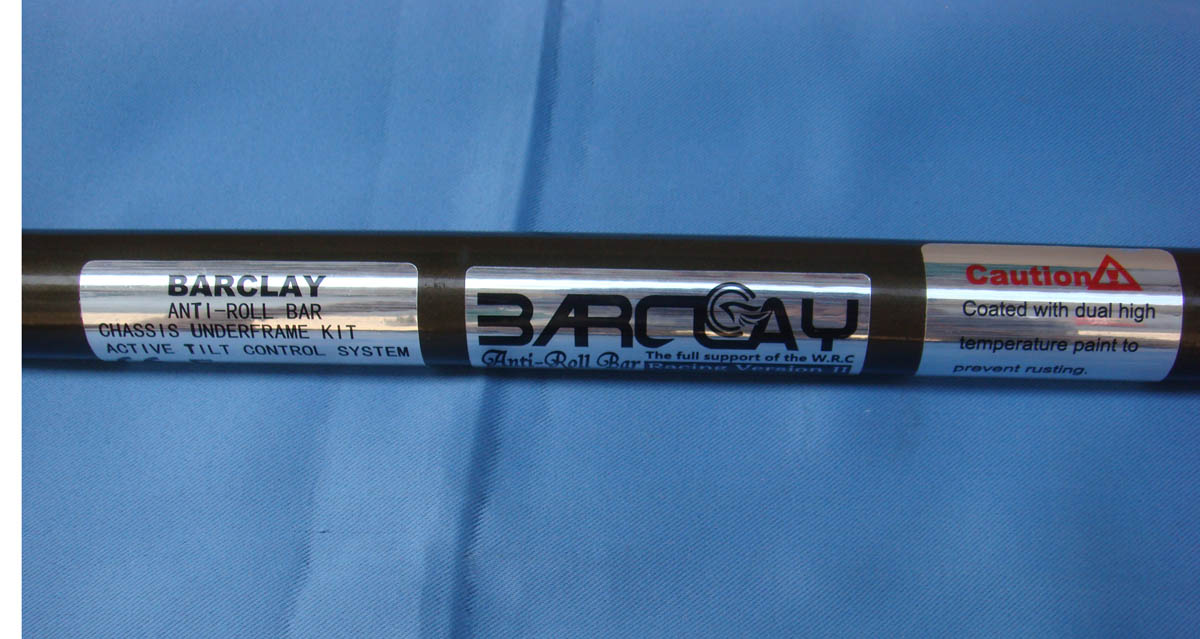 BARCLAY
ANTI-ROLL BAR
CHASSIS UNDERFRAME KIT
ACTIVE TILT CONTROL SYSTEM
BARCLAY
Anti-Roll Bar
The full support of the W.R.C
Racing Version II
Caution
Coated with dual high
temperature paint to
prevent rusting.